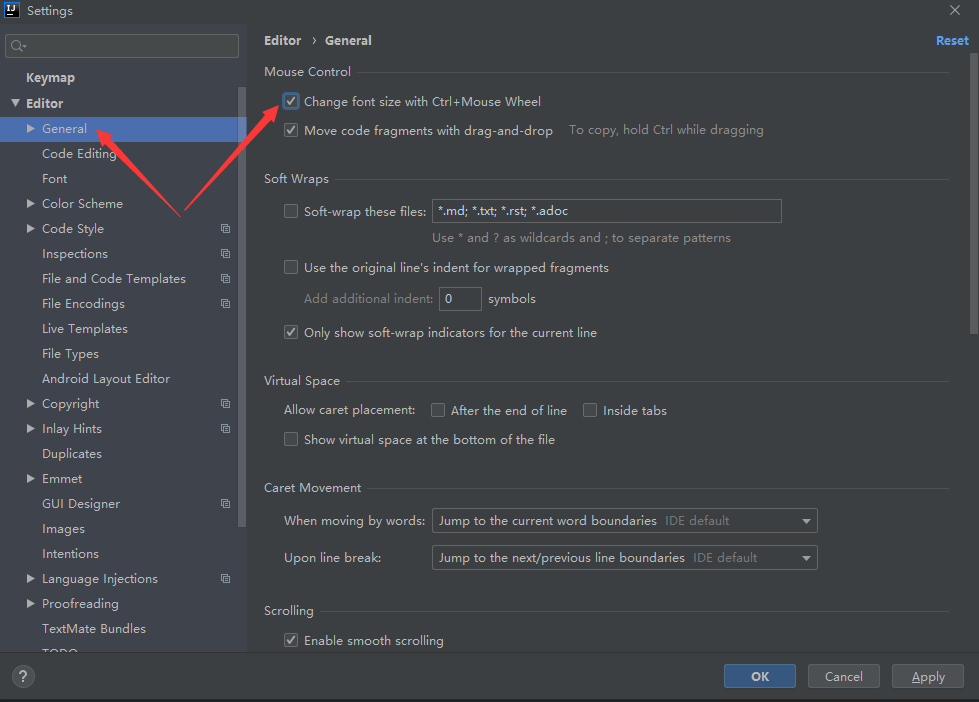 IJ Settings
Keymap
Editor
General
Code Editing
Font
Color Scheme
Code Style
Inspections
File and Code Templates
File Encodings
Live Templates
File Types
Android Layout Editor
Copyright
Inlay Hints
Duplicates
Emmet
GUI Designer
Images
Intentions
Language Injections
Proofreading
TextMate Bundles
TODO
Editor › General
Reset
Mouse Control
Change font size with Ctrl+Mouse Wheel
Move code fragments with drag-and-drop To copy, hold Ctrl while dragging
Soft Wraps
Soft-wrap these files: *.md; *.txt; *.rst; *.adoc
Use * and ? as wildcards and ; to separate patterns
Use the original line's indent for wrapped fragments
Add additional indent: 0 symbols
Only show soft-wrap indicators for the current line
Virtual Space
Allow caret placement: After the end of line Inside tabs
Show virtual space at the bottom of the file
Caret Movement
When moving by words: Jump to the current word boundaries IDE default
Upon line break: Jump to the next/previous line boundaries IDE default
Scrolling
Enable smooth scrolling
? OK Cancel Apply